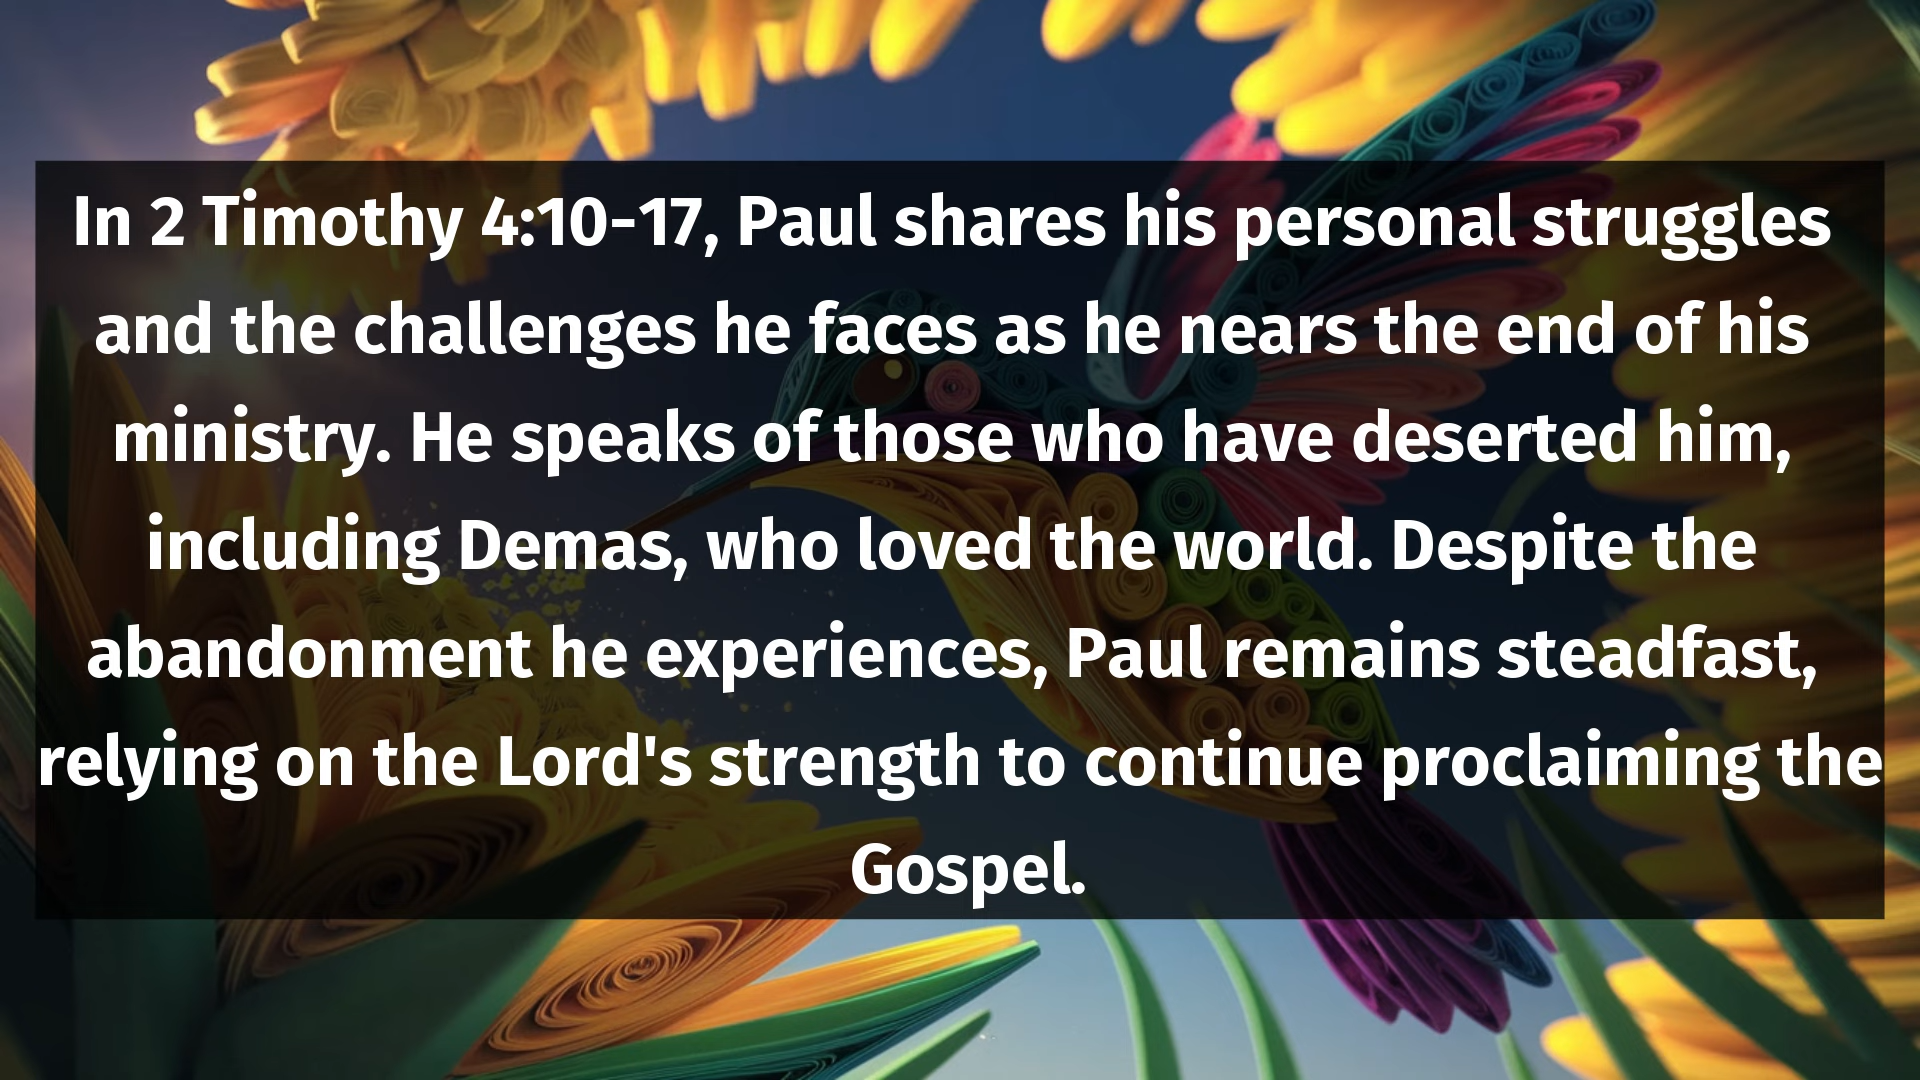 In 2 Timothy 4:10-17, Paul shares his personal struggles
and the challenges he faces as he nears the end of his
ministry. He speaks of those who have deserted him,
including Demas, who loved the world. Despite the
abandonment he experiences, Paul remains steadfast,
relying on the Lord's strength to continue proclaiming the
Gospel.